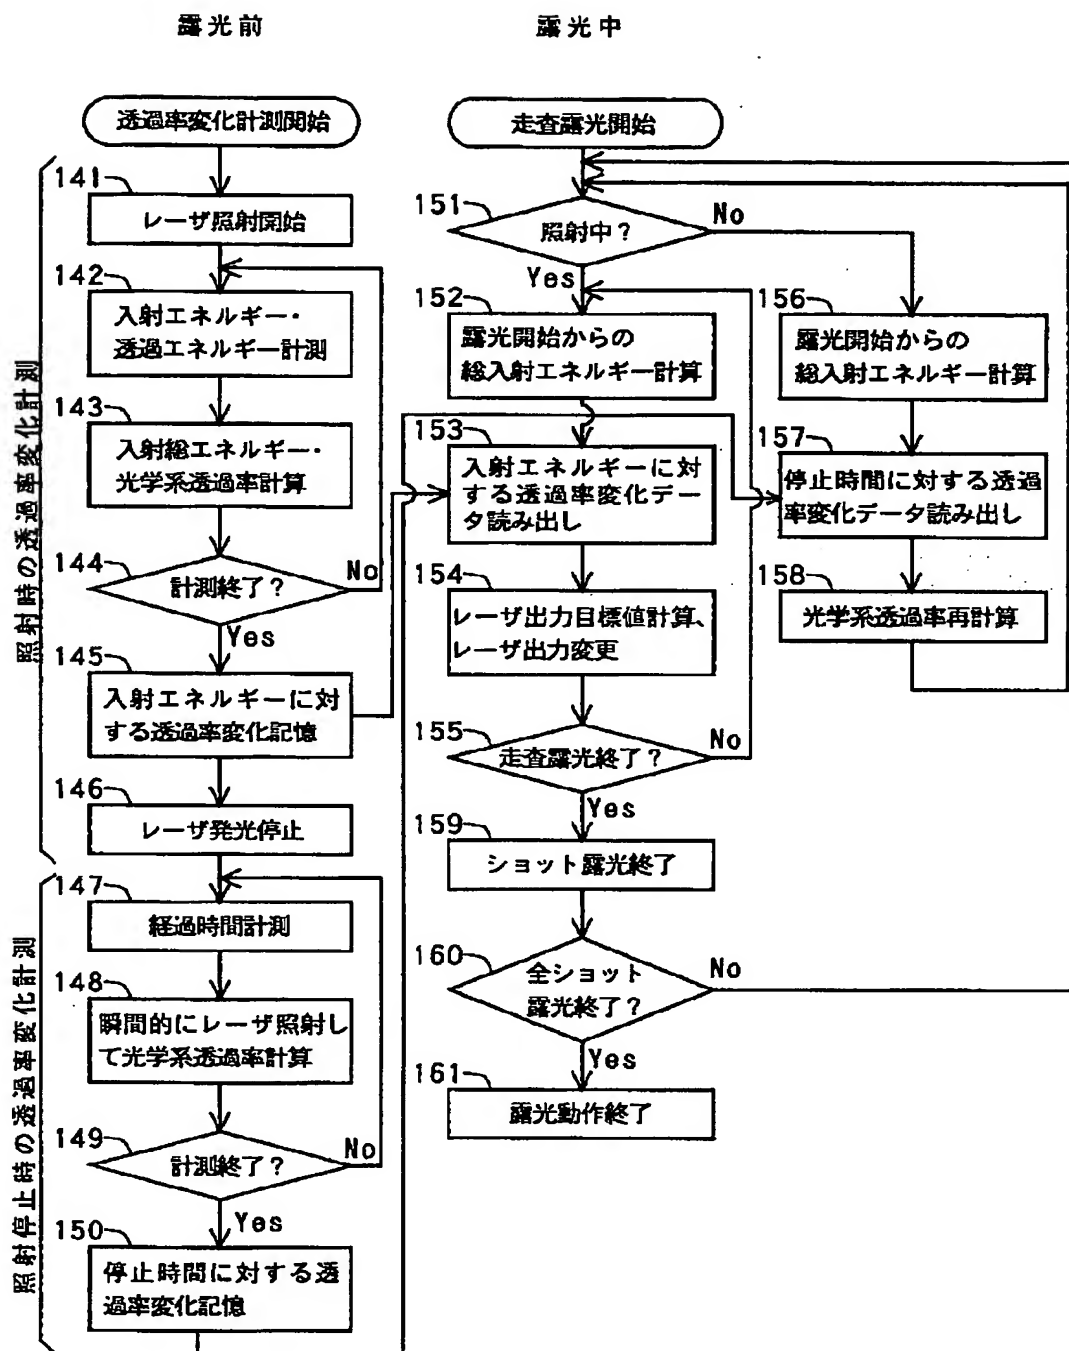 露光前
露光中
照射時の透過率変化計測
照射停止時の透過率変化計測
透過率変化計測開始
141
レーザ照射開始
142
入射エネルギー・
透過エネルギー計測
143
入射総エネルギー・
光学系透過率計算
144
計測終了?
No
Yes
145
入射エネルギーに対
する透過率変化記憶
146
レーザ発光停止
147
経過時間計測
148
瞬間的にレーザ照射し
て光学系透過率計算
149
計測終了?
No
Yes
150
停止時間に対する透
過率変化記憶
走査露光開始
151
照射中?
No
Yes
152
露光開始からの
総入射エネルギー計算
153
入射エネルギーに対
する透過率変化デー
タ読み出し
154
レーザ出力目標値計算、
レーザ出力変更
155
走査露光終了?
No
Yes
159
ショット露光終了
160
全ショット
露光終了?
No
Yes
161
露光動作終了
156
露光開始からの
総入射エネルギー計算
157
停止時間に対する透過
率変化データ読み出し
158
光学系透過率再計算